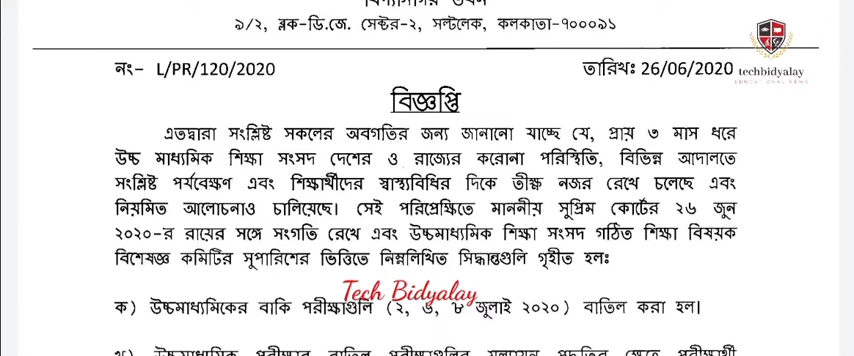 ৯/২, ব্লক-ডি.জে. সেক্টর-২, সল্টলেক, কলকাতা-৭০০০৯১
নং- L/PR/120/2020 তারিখঃ 26/06/2020
techbidyalay
EDUCATIONAL NEWS
বিজ্ঞপ্তি
এতদ্বারা সংশ্লিষ্ট সকলের অবগতির জন্য জানানো যাচ্ছে যে, প্রায় ৩ মাস ধরে
উচ্চ মাধ্যমিক শিক্ষা সংসদ দেশের ও রাজ্যের করোনা পরিস্থিতি, বিভিন্ন আদালতে
সংশ্লিষ্ট পর্যবেক্ষণ এবং শিক্ষার্থীদের স্বাস্থ্যবিধির দিকে তীক্ষ্ণ নজর রেখে চলেছে এবং
নিয়মিত আলোচনাও চালিয়েছে। সেই পরিপ্রেক্ষিতে মাননীয় সুপ্রিম কোর্টের ২৬ জুন
২০২০-র রায়ের সঙ্গে সংগতি রেখে এবং উচ্চমাধ্যমিক শিক্ষা সংসদ গঠিত শিক্ষা বিষয়ক
বিশেষজ্ঞ কমিটির সুপারিশের ভিত্তিতে নিম্নলিখিত সিদ্ধান্তগুলি গৃহীত হলঃ
Tech Bidyalay
ক) উচ্চমাধ্যমিকের বাকি পরীক্ষাগুলি (২, ৬, ৮ জুলাই ২০২০) বাতিল করা হল।